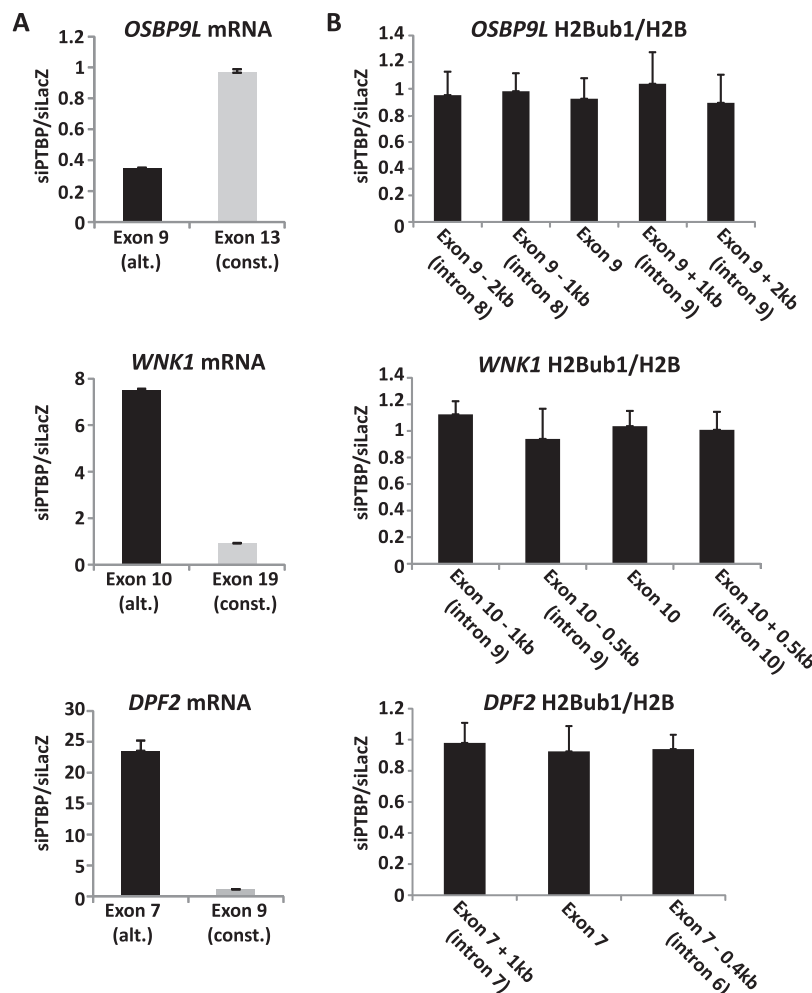 A
OSBP9L mRNA
siPTBP/siLacZ
1.2
1
0.8
0.6
0.4
0.2
0
Exon 9
(alt.)
Exon 13
(const.)
B
OSBP9L H2Bub1/H2B
siPTBP/siLacZ
1.4
1.2
1
0.8
0.6
0.4
0.2
0
Exon 9 - 2kb
(intron 8)
Exon 9 - 1kb
(intron 8)
Exon 9
Exon 9 + 1kb
(intron 9)
Exon 9 + 2kb
(intron 9)
WNK1 mRNA
siPTBP/siLacZ
8
6
4
2
0
Exon 10
(alt.)
Exon 19
(const.)
WNK1 H2Bub1/H2B
siPTBP/siLacZ
1.4
1.2
1
0.8
0.6
0.4
0.2
0
Exon 10 - 1kb
(intron 9)
Exon 10 - 0.5kb
(intron 9)
Exon 10
Exon 10 + 0.5kb
(intron 10)
DPF2 mRNA
siPTBP/siLacZ
30
25
20
15
10
5
0
Exon 7
(alt.)
Exon 9
(const.)
DPF2 H2Bub1/H2B
siPTBP/siLacZ
1.2
1
0.8
0.6
0.4
0.2
0
Exon 7 + 1kb
(intron 7)
Exon 7
Exon 7 - 0.4kb
(intron 6)